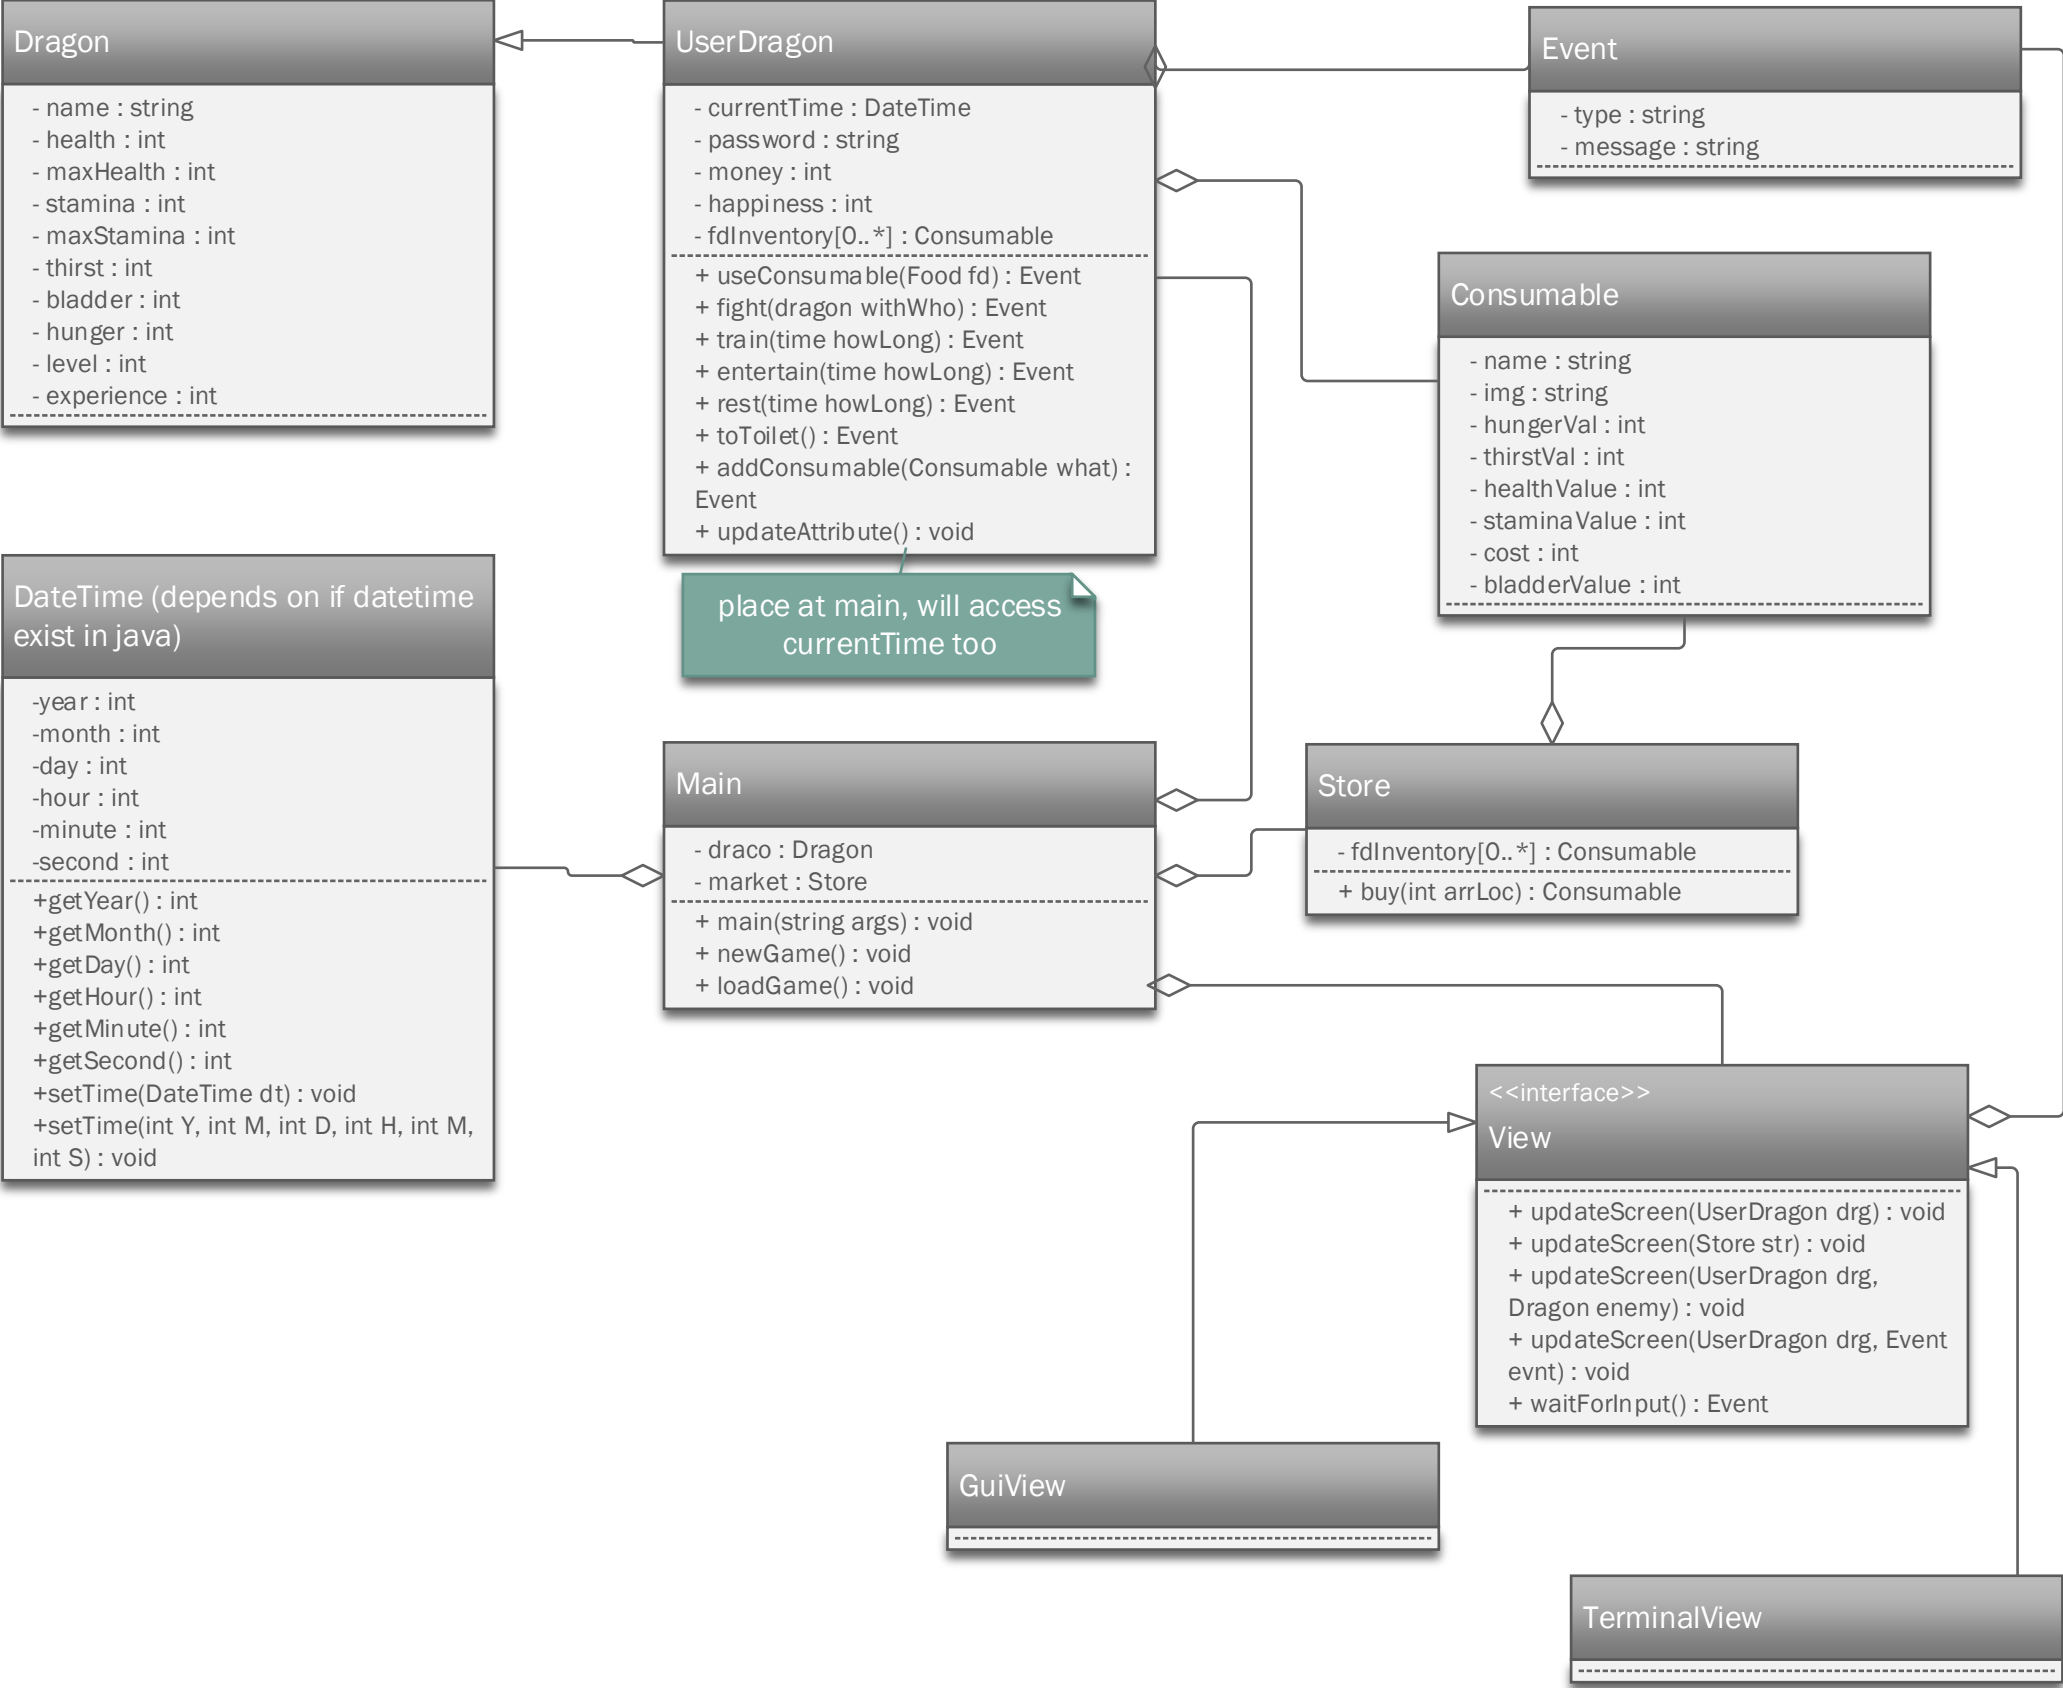 Dragon
- name : string
- health : int
- maxHealth : int
- stamina : int
- maxStamina : int
- thirst : int
- bladder : int
- hunger : int
- level : int
- experience : int
UserDragon
- currentTime : DateTime
- password : string
- money : int
- happiness : int
- fdInventory[0..*] : Consumable
+ useConsumable(Food fd) : Event
+ fight(dragon withWho) : Event
+ train(time howLong) : Event
+ entertain(time howLong) : Event
+ rest(time howLong) : Event
+ toToilet() : Event
+ addConsumable(Consumable what) :
Event
+ updateAttribute() : void
place at main, will access
currentTime too
Event
- type : string
- message : string
Consumable
- name : string
- img : string
- hungerVal : int
- thirstVal : int
- healthValue : int
- staminaValue : int
- cost : int
- bladderValue : int
DateTime (depends on if datetime
exist in java)
-year : int
-month : int
-day : int
-hour : int
-minute : int
-second : int
+getYear() : int
+getMonth() : int
+getDay() : int
+getHour() : int
+getMinute() : int
+getSecond() : int
+setTime(DateTime dt) : void
+setTime(int Y, int M, int D, int H, int M,
int S) : void
Main
- draco : Dragon
- market : Store
+ main(string args) : void
+ newGame() : void
+ loadGame() : void
Store
- fdInventory[0..*] : Consumable
+ buy(int arrLoc) : Consumable
<<interface>>
View
+ updateScreen(UserDragon drg) : void
+ updateScreen(Store str) : void
+ updateScreen(UserDragon drg,
Dragon enemy) : void
+ updateScreen(UserDragon drg, Event
evnt) : void
+ waitForInput() : Event
GuiView
TerminalView